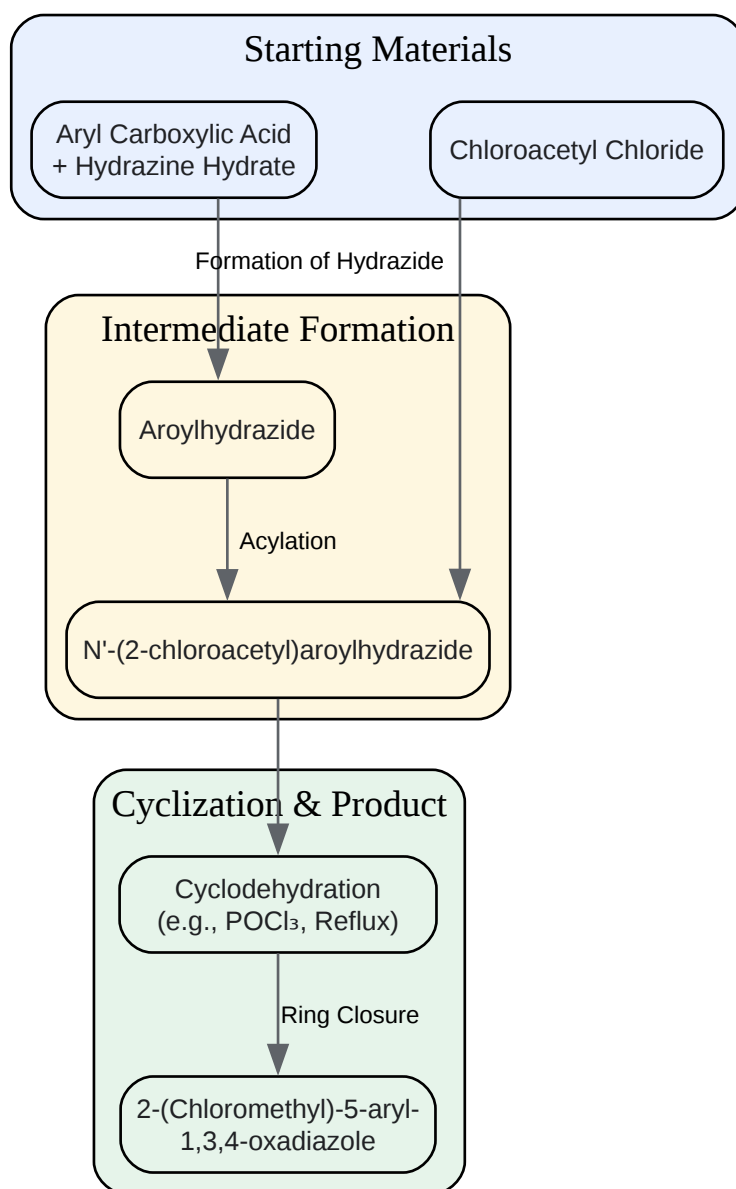 Starting Materials
Aryl Carboxylic Acid
+ Hydrazine Hydrate
Chloroacetyl Chloride
Formation of Hydrazide
Intermediate Formation
Aroylhydrazide
Acylation
N'-(2-chloroacetyl)aroylhydrazide
Cyclization & Product
Cyclodehydration
(e.g., POCl₃, Reflux)
Ring Closure
2-(Chloromethyl)-5-aryl-
1,3,4-oxadiazole